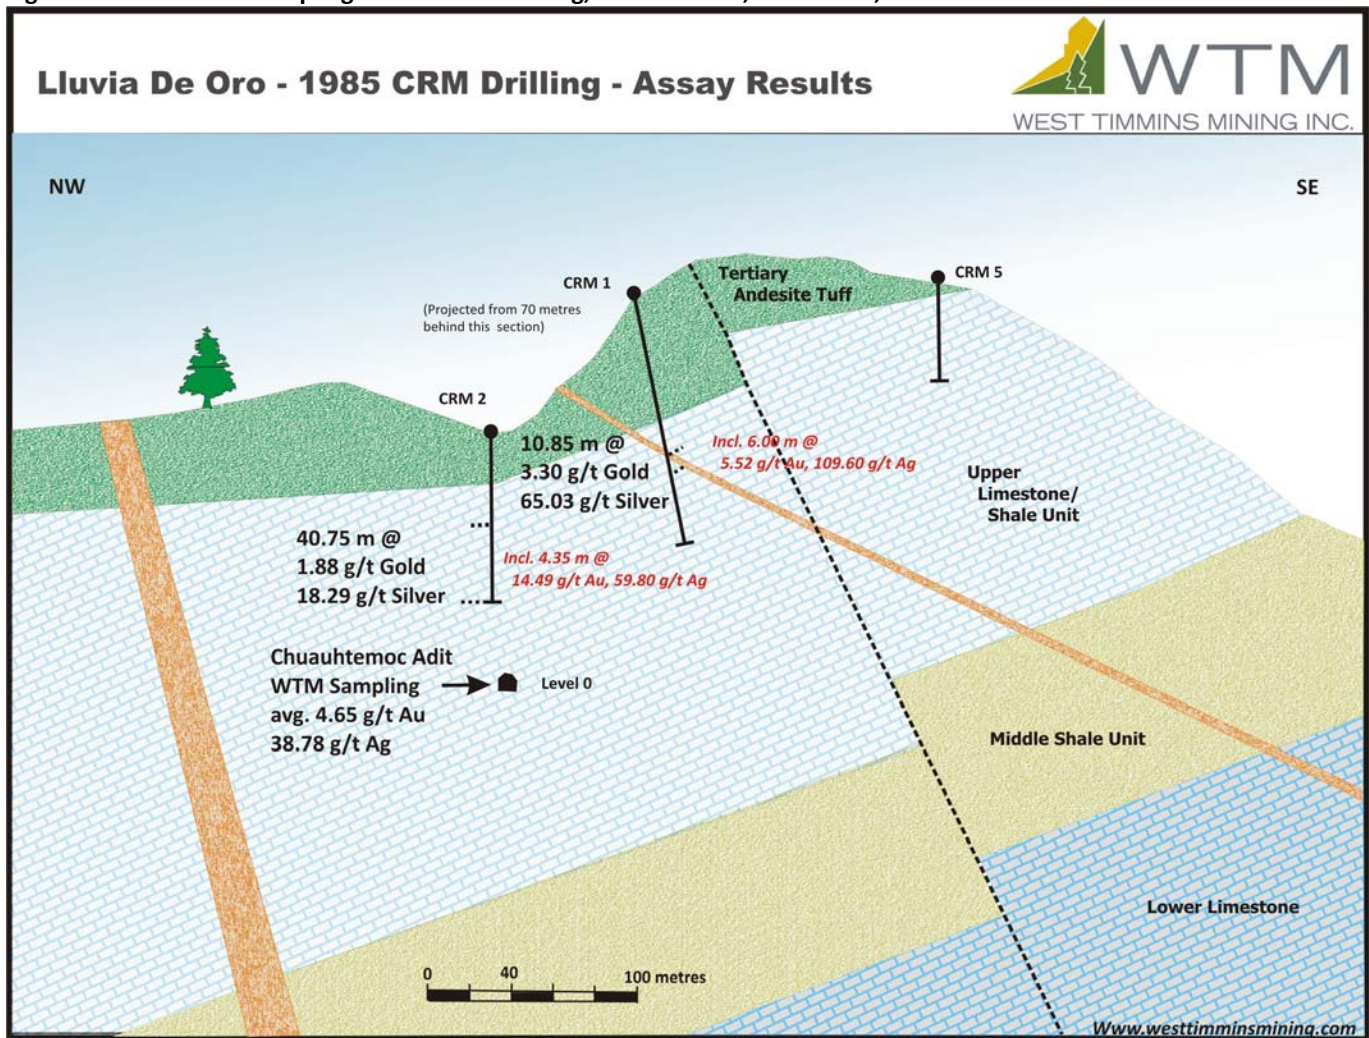 Lluvia De Oro - 1985 CRM Drilling - Assay Results
WTM
WEST TIMMINS MINING INC.
NW
SE
CRM 1
(Projected from 70 metres
behind this section)
Tertiary
Andesite Tuff
CRM 5
CRM 2
10.85 m @
3.30 g/t Gold
65.03 g/t Silver
Incl. 6.00 m @
5.52 g/t Au, 109.60 g/t Ag
Upper
Limestone/
Shale Unit
40.75 m @
1.88 g/t Gold
18.29 g/t Silver
Incl. 4.35 m @
14.49 g/t Au, 59.80 g/t Ag
Chuauhtemoc Adit
WTM Sampling
avg. 4.65 g/t Au
38.78 g/t Ag
Level 0
Middle Shale Unit
Lower Limestone
0 40 100 metres
Www.westtimminsmining.com